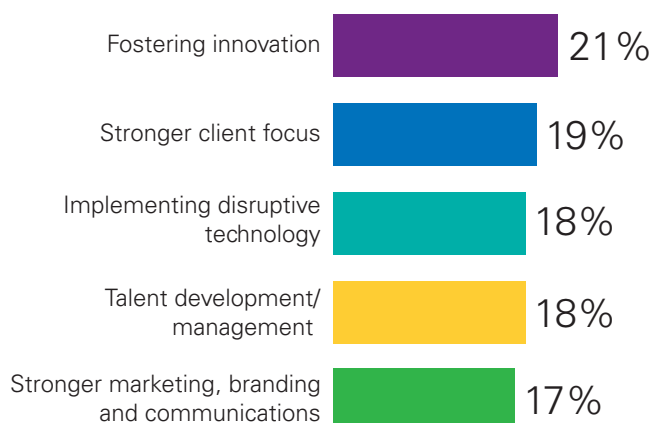 Fostering innovation 21%
Stronger client focus 19%
Implementing disruptive
technology 18%
Talent development/
management 18%
Stronger marketing, branding
and communications 17%